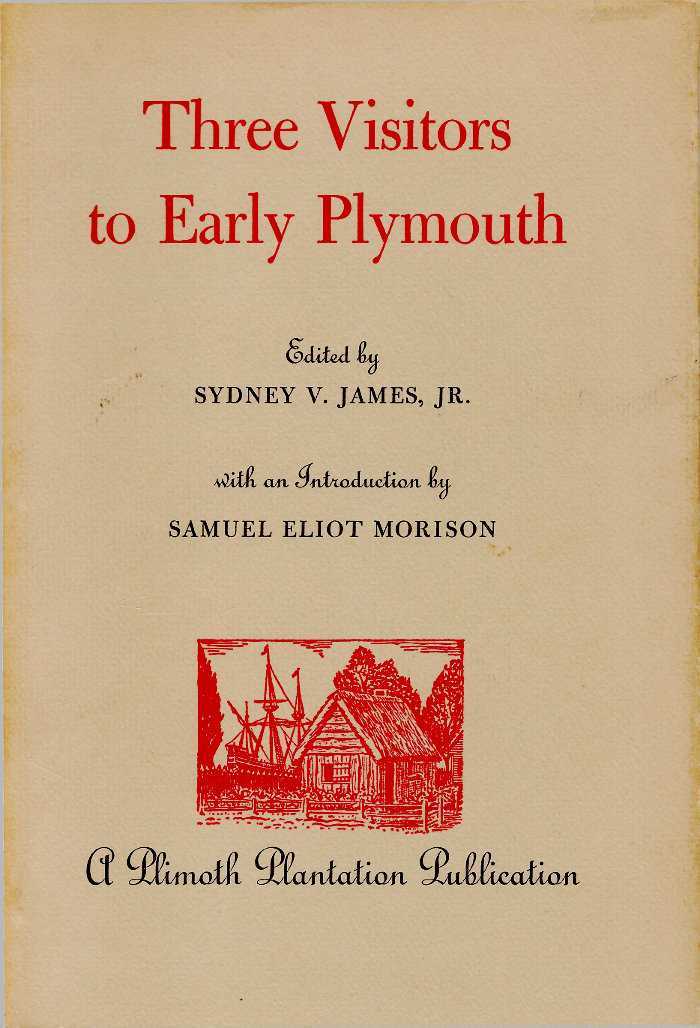 Three Visitors
to Early Plymouth
Edited by
SYDNEY V. JAMES, JR.
with an Introduction by
SAMUEL ELIOT MORISON
A Plimoth Plantation Publication